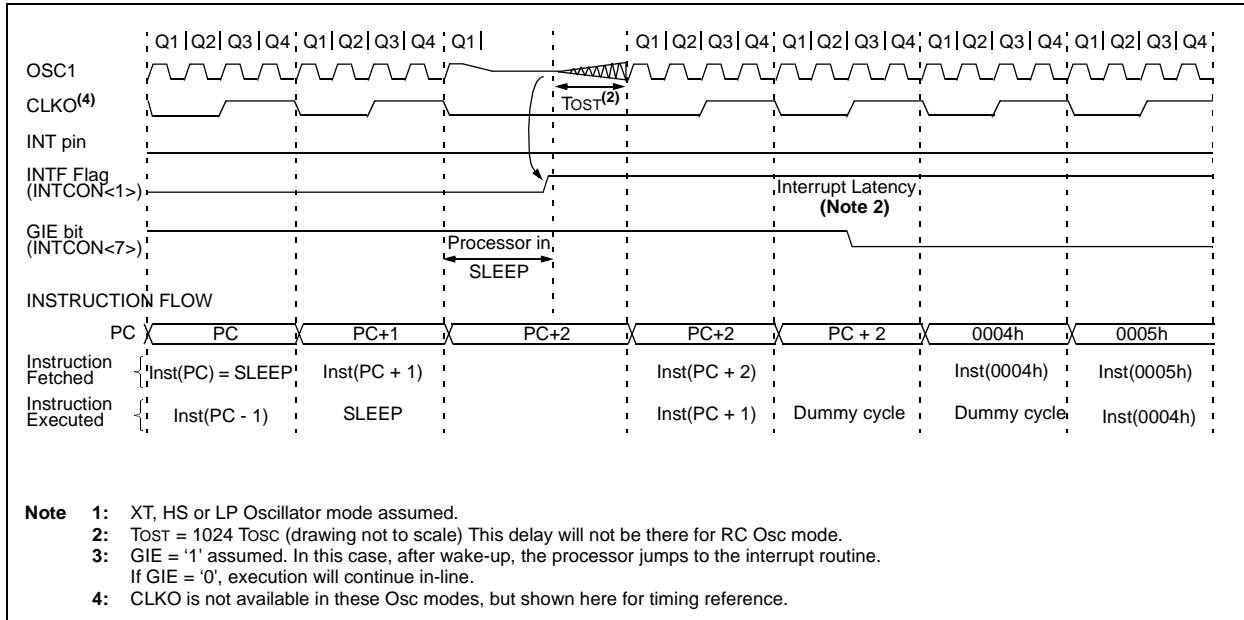 Q1 Q2 Q3 Q4 Q1 Q2 Q3 Q4 Q1 Q1 Q2 Q3 Q4 Q1 Q2 Q3 Q4 Q1 Q2 Q3 Q4 Q1 Q2 Q3 Q4
OSC1
CLKO(4)
TOST(2)
INT pin
INTF Flag
(INTCON<1>)
Interrupt Latency
(Note 2)
GIE bit
(INTCON<7>)
Processor in
SLEEP
INSTRUCTION FLOW
PC PC PC+1 PC+2 PC+2 PC + 2 0004h 0005h
Instruction
Fetched
Inst(PC) = SLEEP Inst(PC + 1) Inst(PC + 2) Inst(0004h) Inst(0005h)
Instruction
Executed
Inst(PC - 1) SLEEP Inst(PC + 1) Dummy cycle Dummy cycle Inst(0004h)
Note 1: XT, HS or LP Oscillator mode assumed.
2: TOST = 1024 TOSC (drawing not to scale) This delay will not be there for RC Osc mode.
3: GIE = ‘1’ assumed. In this case, after wake-up, the processor jumps to the interrupt routine.
If GIE = ‘0’, execution will continue in-line.
4: CLKO is not available in these Osc modes, but shown here for timing reference.